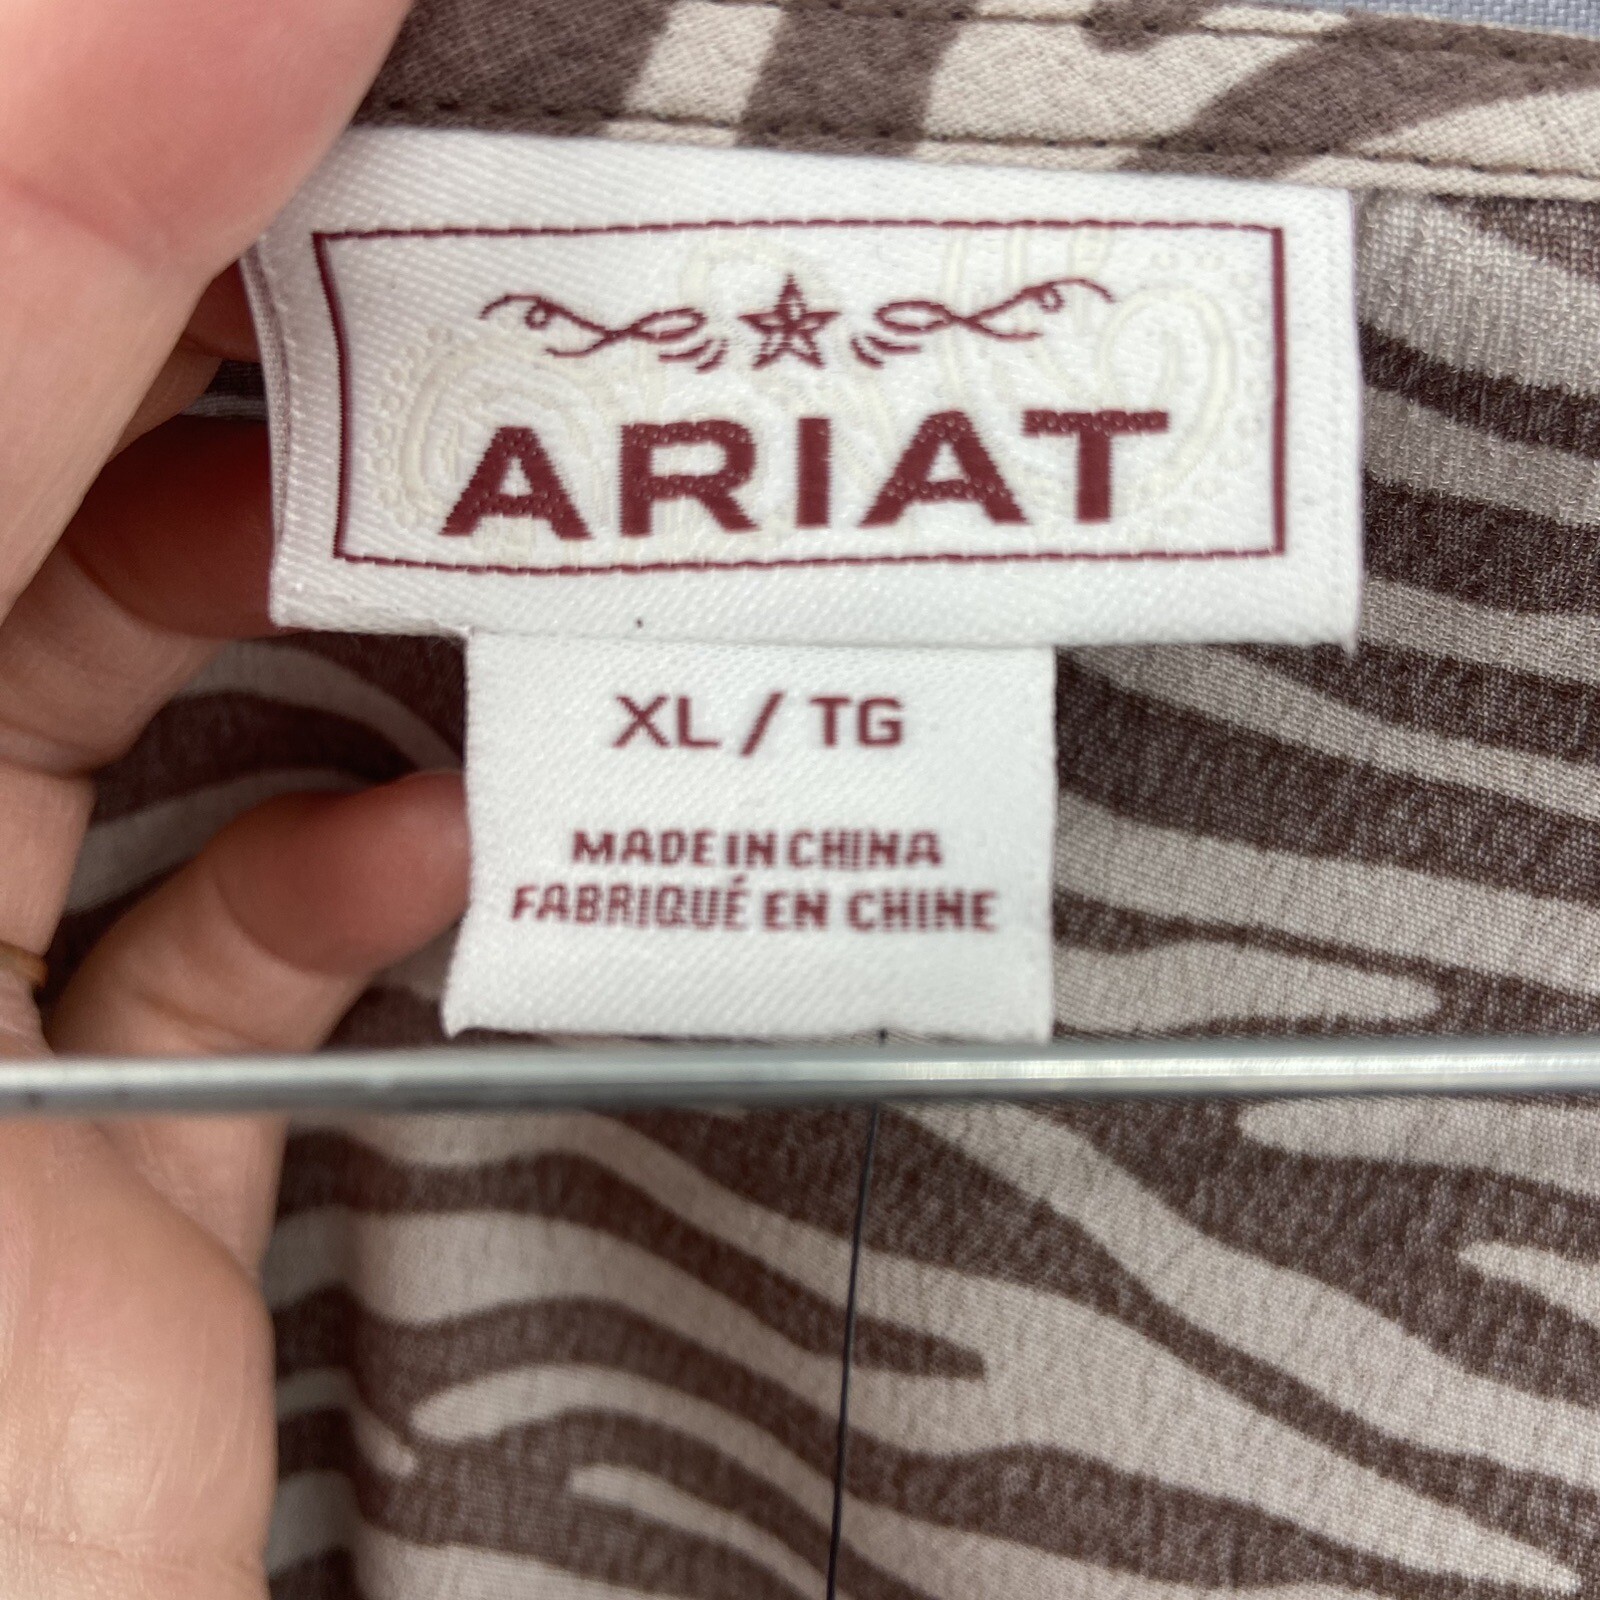 ARIAT
XL / TG
MADE IN CHINA
FABRIQUÉ EN CHINE